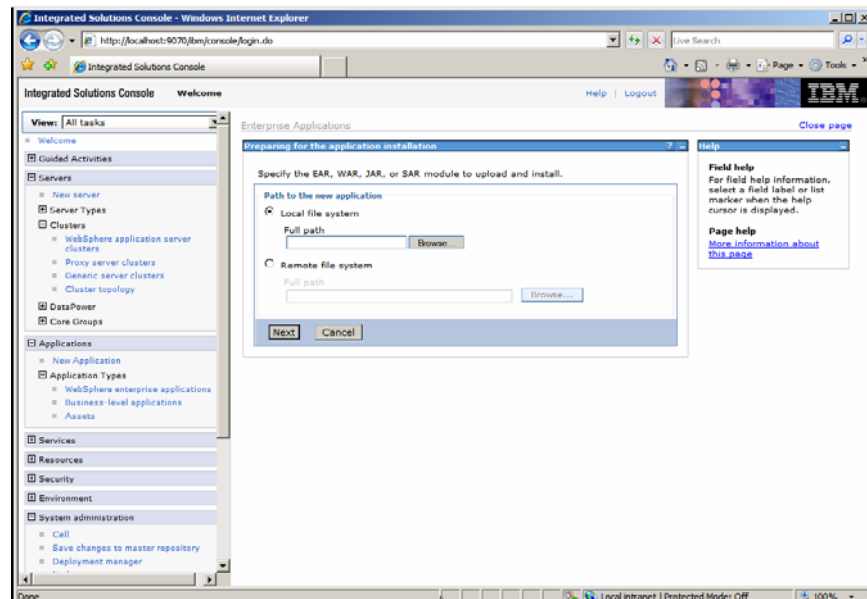 Integrated Solutions Console - Windows Internet Explorer
http://localhost:9070/ibm/console/login.do
Live Search
Integrated Solutions Console
Page
Tools
Integrated Solutions Console Welcome
Help | Logout
IBM.
View: All tasks
Welcome
Guided Activities
Servers
New server
Server Types
Clusters
WebSphere application server
clusters
Proxy server clusters
Generic server clusters
Cluster topology
DataPower
Core Groups
Applications
New Application
Application Types
WebSphere enterprise applications
Business-level applications
Assets
Services
Resources
Security
Environment
System administration
Cell
Save changes to master repository
Deployment manager
Enterprise Applications
Close page
Preparing for the application installation
? -
Specify the EAR, WAR, JAR, or SAR module to upload and install.
Path to the new application
Local file system
Full path
Browse...
Remote file system
Full path
Browse...
Next
Cancel
Help
Field help
For field help information,
select a field label or list
marker when the help
cursor is displayed.
Page help
More information about
this page
Done
Local intranet | Protected Mode: Off
100%